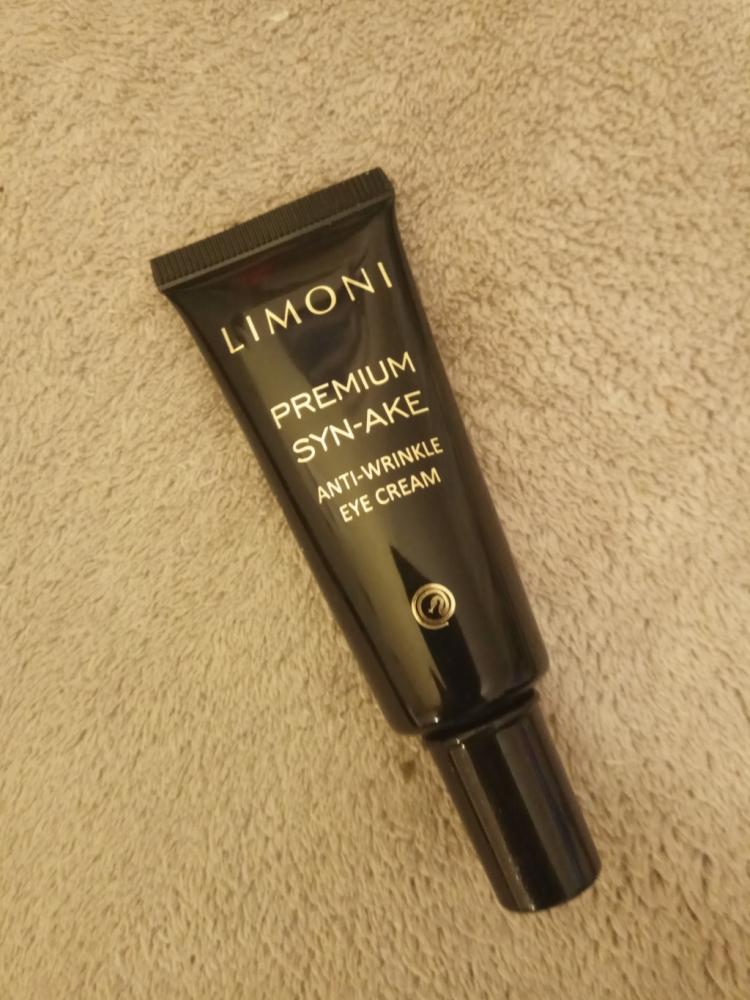 LIMONI
PREMIUM
SYN-AKE
ANTI-WRINKLE
EYE CREAM